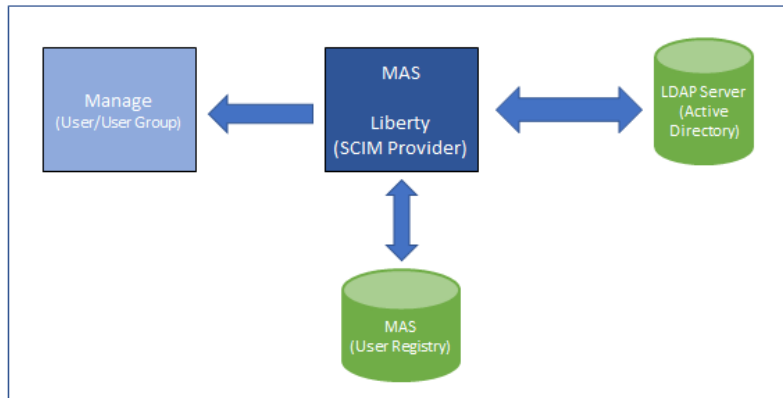 Manage
(User/User Group)
MAS
Liberty
(SCIM Provider)
LDAP Server
(Active
Directory)
MAS
(User Registry)